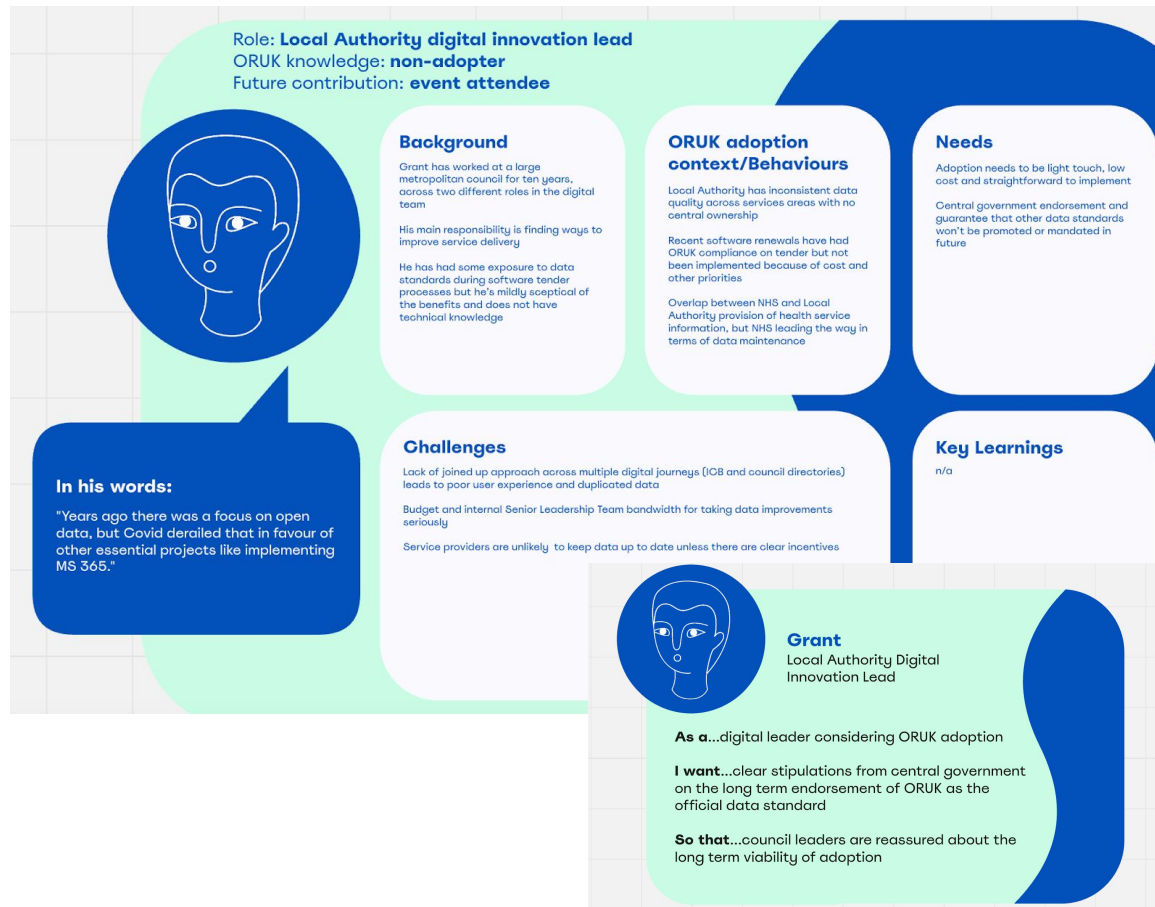 Role: Local Authority digital innovation lead
ORUK knowledge: non-adopter
Future contribution: event attendee
Background
Grant has worked at a large
metropolitan council for ten years,
across two different roles in the digital
team
His main responsibility is finding ways to
improve service delivery
He has had some exposure to data
standards during software tender
processes but he's mildly sceptical of
the benefits and does not have
technical knowledge
ORUK adoption
context/Behaviours
Local Authority has inconsistent data
quality across services areas with no
central ownership
Recent software renewals have had
ORUK compliance on tender but not
been implemented because of cost and
other priorities
Overlap between NHS and Local
Authority provision of health service
information, but NHS leading the way in
terms of data maintenance
Needs
Adoption needs to be light touch, low
cost and straightforward to implement
Central government endorsement and
guarantee that other data standards
won't be promoted or mandated in
future
In his words:
"Years ago there was a focus on open
data, but Covid derailed that in favour of
other essential projects like implementing
MS 365."
Challenges
Lack of joined up approach across multiple digital journeys (ICB and council directories)
leads to poor user experience and duplicated data
Budget and internal Senior Leadership Team bandwidth for taking data improvements
seriously
Service providers are unlikely to keep data up to date unless there are clear incentives
Key Learnings
n/a
Grant
Local Authority Digital
Innovation Lead
As a...digital leader considering ORUK adoption
I want...clear stipulations from central government
on the long term endorsement of ORUK as the
official data standard
So that...council leaders are reassured about the
long term viability of adoption